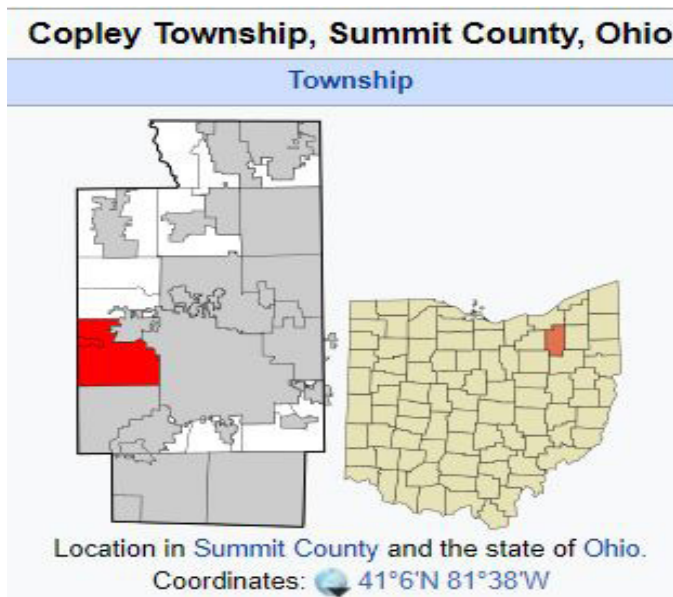 Copley Township, Summit County, Ohio
Township
Location in Summit County and the state of Ohio.
Coordinates: 41°6′N 81°38′W